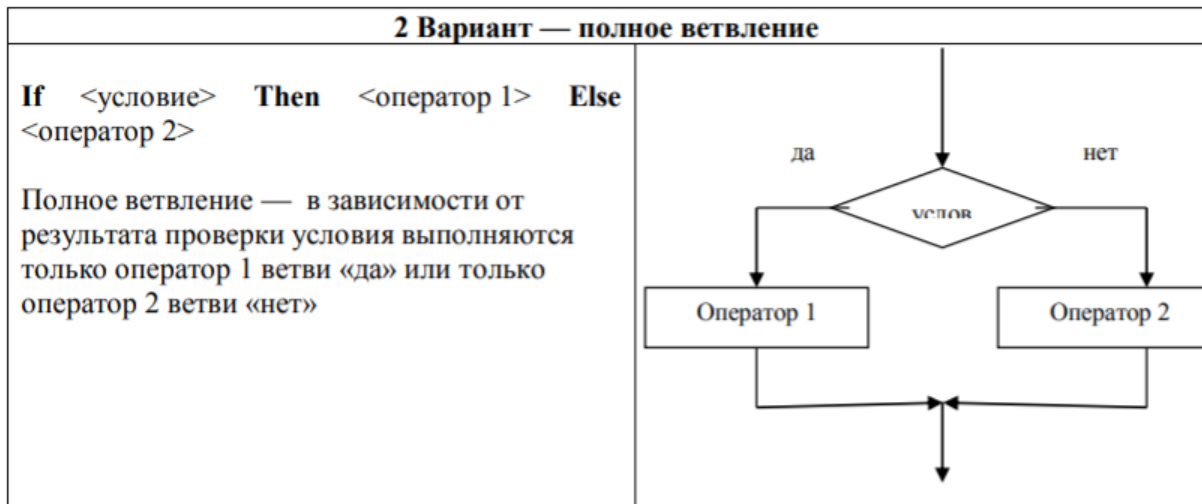 2 Вариант — полное ветвление
If <условие> Then <оператор 1> Else
<оператор 2>
Полное ветвление — в зависимости от
результата проверки условия выполняются
только оператор 1 ветви «да» или только
оператор 2 ветви «нет»
да
нет
услов
Оператор 1
Оператор 2